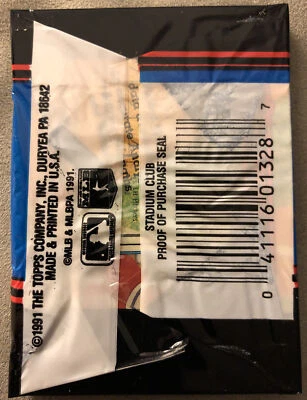 ©1991 THE TOPPS COMPANY, INC., DURYEA PA 18642
MADE & PRINTED IN U.S.A.
©MLB & MLBPA 1991.
STADIUM CLUB
PROOF OF PURCHASE SEAL
0 41116 01328 7